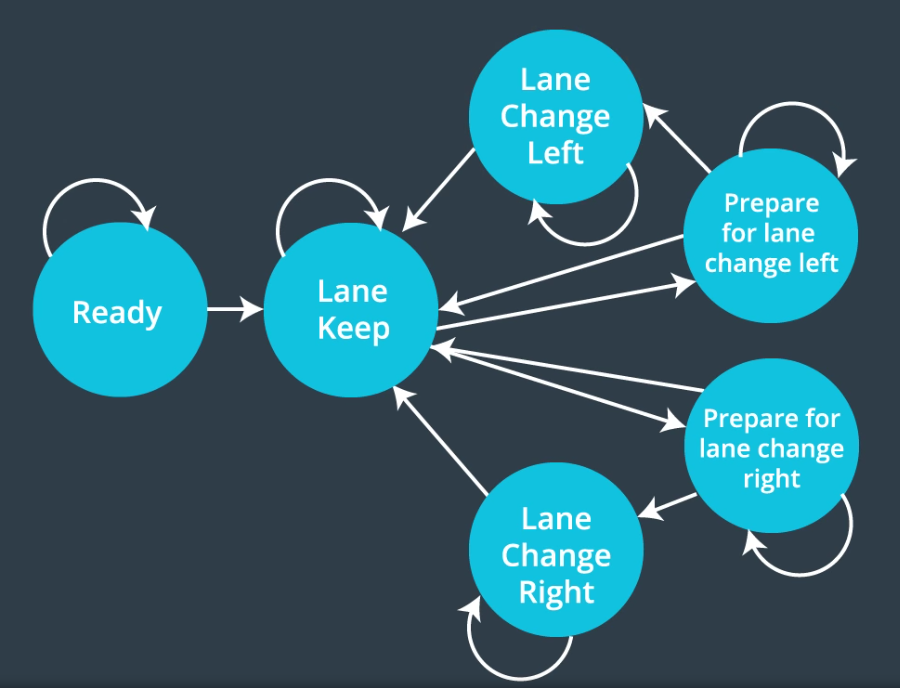 Lane
Change
Left
Prepare
for lane
change left
Ready
Lane
Keep
Prepare for
lane change
right
Lane
Change
Right